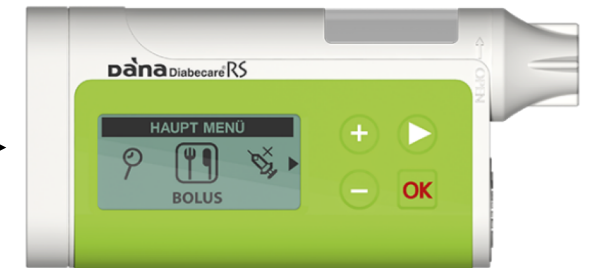 Dana Diabecare® RS
OPEN
HAUPT MENÜ
BOLUS
+
−
OK